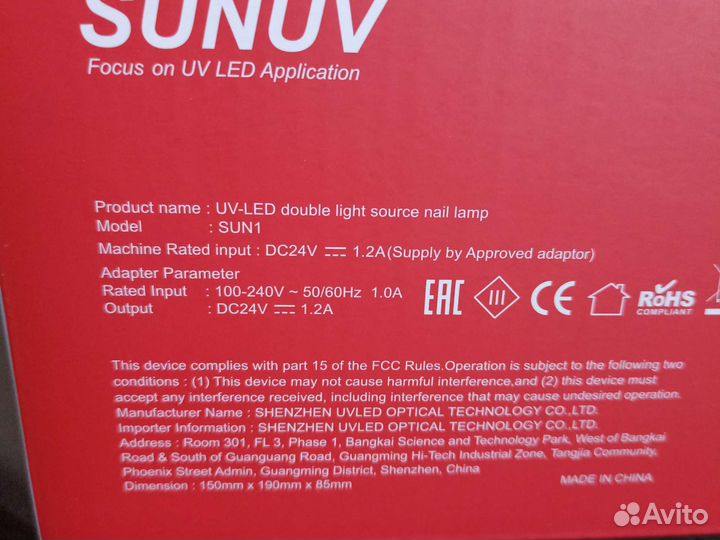 SUNUV
Focus on UV LED Application
Product name : UV-LED double light source nail lamp
Model : SUN1
Machine Rated input : DC24V ⎓ 1.2A(Supply by Approved adaptor)
Adapter Parameter
Rated Input : 100-240V ~ 50/60Hz 1.0A
Output : DC24V ⎓ 1.2A
EAC III CE RoHS
COMPLIANT
This device complies with part 15 of the FCC Rules.Operation is subject to the following two
conditions : (1) This device may not cause harmful interference,and (2) this device must
accept any interference received, including interference that may cause undesired operation.
Manufacturer Name : SHENZHEN UVLED OPTICAL TECHNOLOGY CO.,LTD.
Importer Information : SHENZHEN UVLED OPTICAL TECHNOLOGY CO.,LTD.
Address : Room 301, FL 3, Phase 1, Bangkai Science and Technology Park, West of Bangkai
Road & South of Guanguang Road, Guangming Hi-Tech Industrial Zone, Tangjia Community,
Phoenix Street Admin, Guangming District, Shenzhen, China
Dimension : 150mm x 190mm x 85mm
MADE IN CHINA
Avito